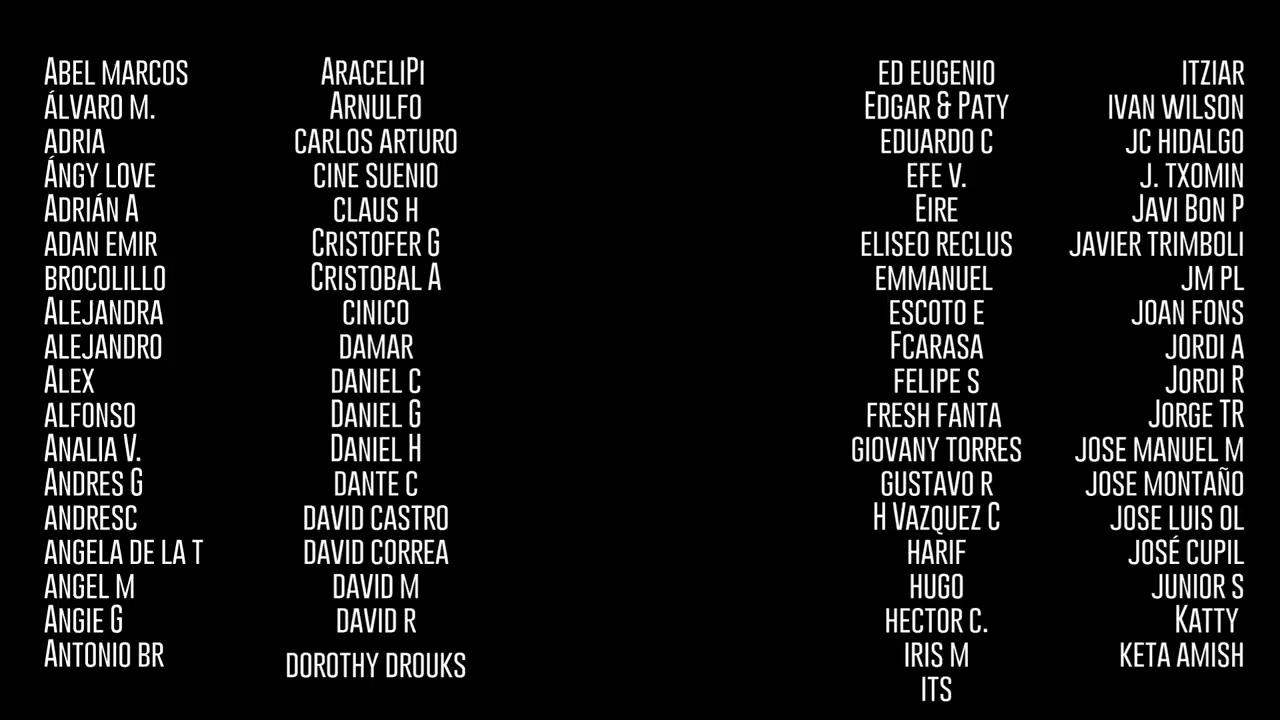 Abel marcos
Álvaro m.
adria
Ángy love
Adrián A
adan emir
brocolillo
Alejandra
alejandro
Alex
alfonso
Analia V.
Andres G
andresc
angela de la t
angel m
Angie G
Antonio br
AraceliPi
Arnulfo
carlos arturo
cine suenio
claus h
Cristofer G
Cristobal A
cinico
damar
daniel c
Daniel G
Daniel H
dante c
david castro
david correa
david m
david r
dorothy drouks
ed eugenio
Edgar & Paty
eduardo c
efe v.
Eire
eliseo reclus
emmanuel
escoto e
Fcarasa
felipe s
fresh fanta
giovany torres
gustavo r
H Vazquez C
harif
hugo
hector c.
iris m
its
itziar
ivan wilson
jc hidalgo
j. txomin
Javi Bon P
javier trimboli
jm pl
joan fons
jordi a
Jordi R
Jorge TR
jose manuel m
jose montaño
jose luis ol
josé cupil
junior s
Katty
keta amish